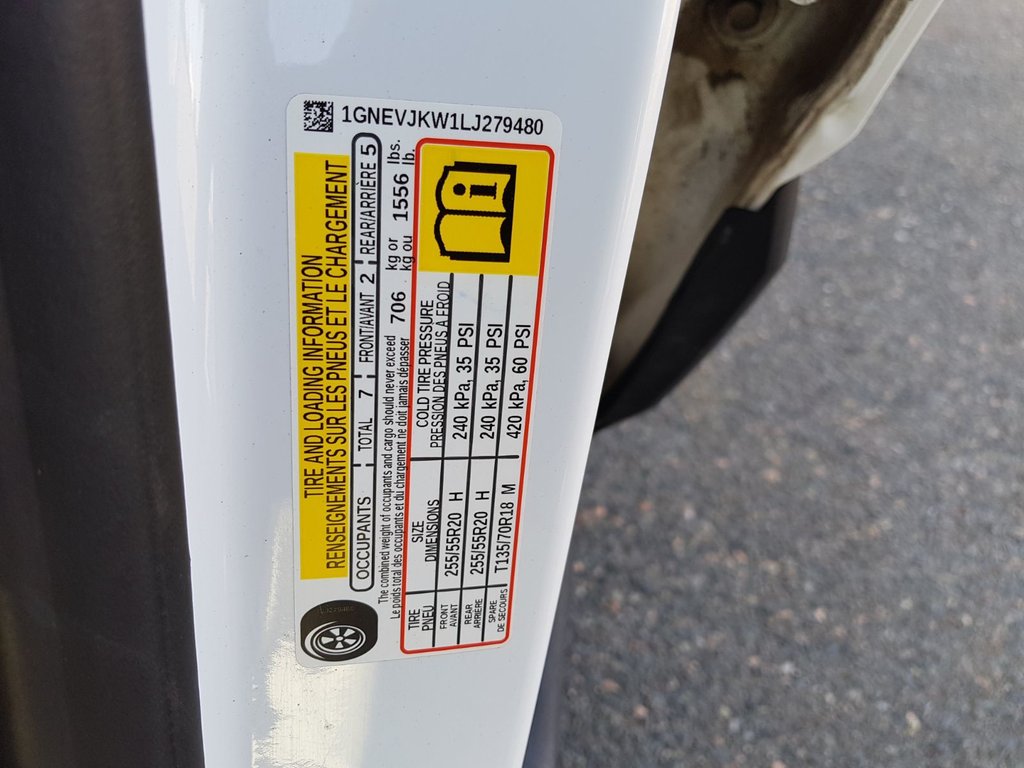 1GNEVJKW1LJ279480
TIRE AND LOADING INFORMATION
RENSEIGNEMENTS SUR LES PNEUS ET LE CHARGEMENT
OCCUPANTS TOTAL 7 FRONT/AVANT 2 REAR/ARRIÈRE 5
The combined weight of occupants and cargo should never exceed 706 kg or 1556 lbs.
Le poids total des occupants et du chargement ne doit jamais dépasser kg ou lb.
TIRE SIZE COLD TIRE PRESSURE
PNEU DIMENSIONS PRESSION DES PNEUS À FROID
FRONT
AVANT 255/55R20 H 240 kPa, 35 PSI
REAR
ARRIÈRE 255/55R20 H 240 kPa, 35 PSI
SPARE
DE SECOURS T135/70R18 M 420 kPa, 60 PSI
LJ279480